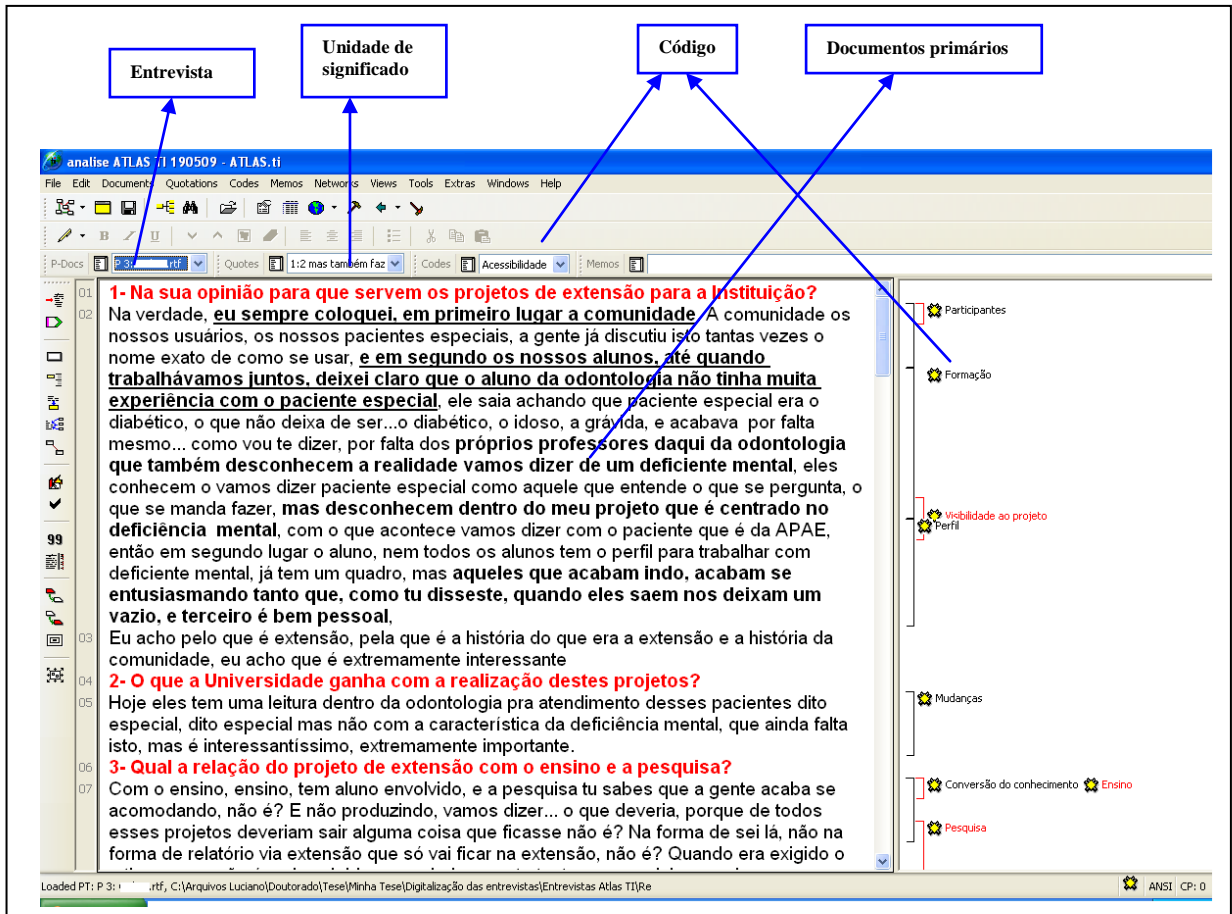 Entrevista
Unidade de
significado
Código
Documentos primários
analise ATLAS TI 190509 - ATLAS.ti
File Edit Documents Quotations Codes Memos Networks Views Tools Extras Windows Help
B I U
P-Docs P 3: rtf Quotes 1:2 mas também faz Codes Acessibilidade Memos
01 1- Na sua opinião para que servem os projetos de extensão para a Instituição?
02 Na verdade, eu sempre coloquei, em primeiro lugar a comunidade. A comunidade os
nossos usuários, os nossos pacientes especiais, a gente já discutiu isto tantas vezes o
nome exato de como se usar, e em segundo os nossos alunos, até quando
trabalhávamos juntos, deixei claro que o aluno da odontologia não tinha muita
experiência com o paciente especial, ele saia achando que paciente especial era o
diabético, o que não deixa de ser...o diabético, o idoso, a grávida, e acabava por falta
mesmo... como vou te dizer, por falta dos próprios professores daqui da odontologia
que também desconhecem a realidade vamos dizer de um deficiente mental, eles
conhecem o vamos dizer paciente especial como aquele que entende o que se pergunta, o
que se manda fazer, mas desconhecem dentro do meu projeto que é centrado no
deficiência mental, com o que acontece vamos dizer com o paciente que é da APAE,
então em segundo lugar o aluno, nem todos os alunos tem o perfil para trabalhar com
deficiente mental, já tem um quadro, mas aqueles que acabam indo, acabam se
entusiasmando tanto que, como tu disseste, quando eles saem nos deixam um
vazio, e terceiro é bem pessoal,
03 Eu acho pelo que é extensão, pela que é a história do que era a extensão e a história da
comunidade, eu acho que é extremamente interessante
04 2- O que a Universidade ganha com a realização destes projetos?
05 Hoje eles tem uma leitura dentro da odontologia pra atendimento desses pacientes dito
especial, dito especial mas não com a característica da deficiência mental, que ainda falta
isto, mas é interessantíssimo, extremamente importante.
06 3- Qual a relação do projeto de extensão com o ensino e a pesquisa?
07 Com o ensino, ensino, tem aluno envolvido, e a pesquisa tu sabes que a gente acaba se
acomodando, não é? E não produzindo, vamos dizer... o que deveria, porque de todos
esses projetos deveriam sair alguma coisa que ficasse não é? Na forma de sei lá, não na
forma de relatório via extensão que só vai ficar na extensão, não é? Quando era exigido o
Participantes
Formação
Visibilidade ao projeto
Perfil
Mudanças
Conversão do conhecimento Ensino
Pesquisa
Loaded PT: P 3: .rtf, C:\Arquivos Luciano\Doutorado\Tese\Minha Tese\Digitalização das entrevistas\Entrevistas Atlas TI\Re
ANSI CP: 0